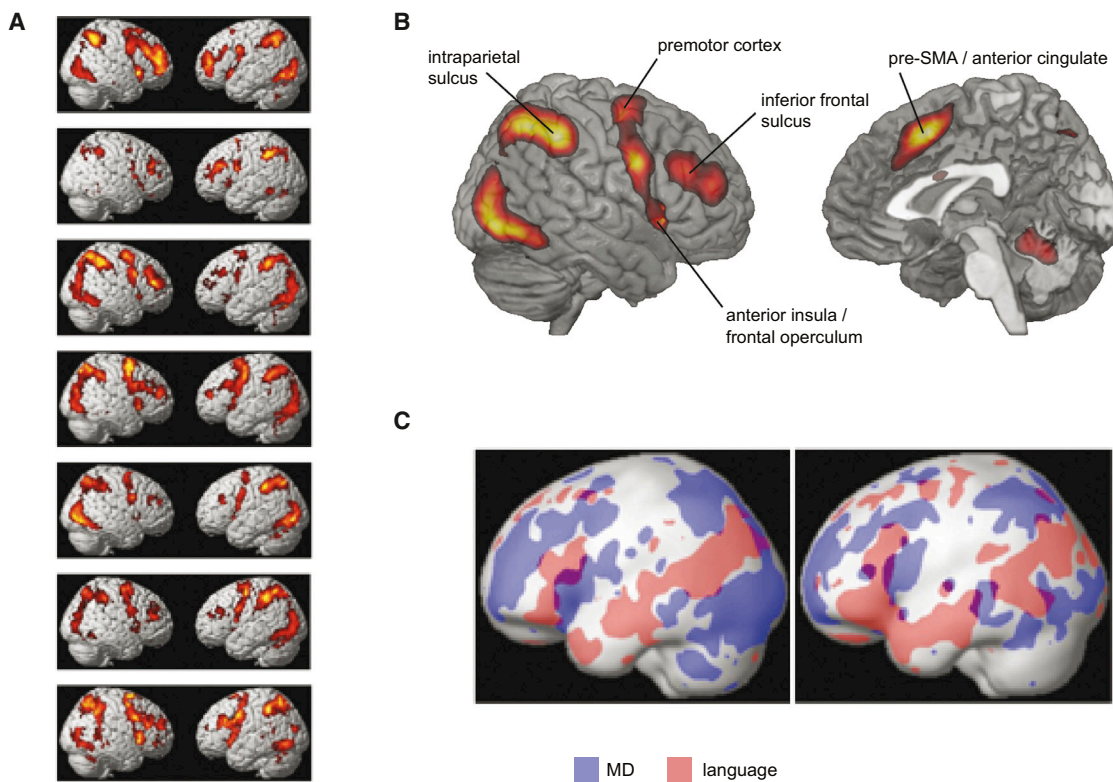 A
B
premotor cortex
intraparietal
sulcus
pre-SMA / anterior cingulate
inferior frontal
sulcus
anterior insula /
frontal operculum
C
MD
language